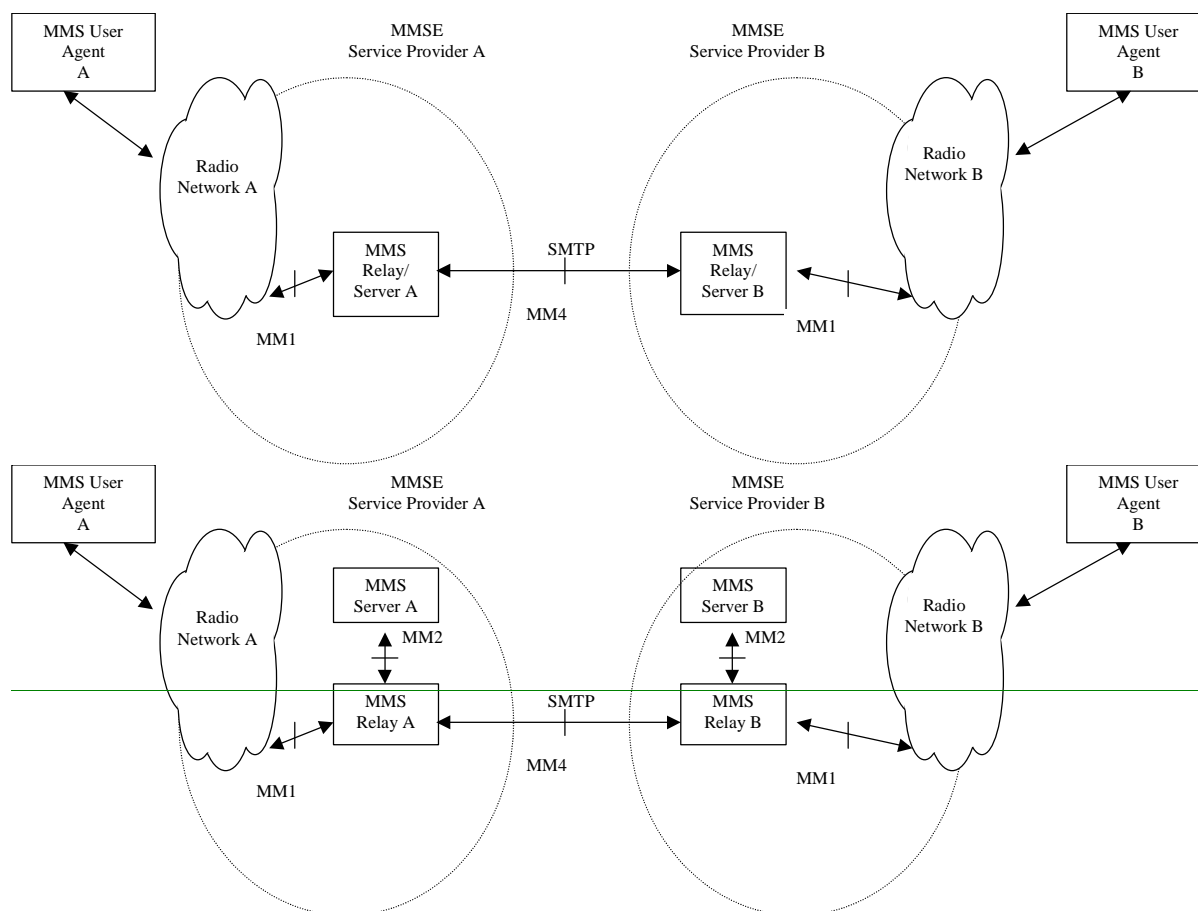 MMS User
Agent
A
MMSE
Service Provider A
MMSE
Service Provider B
MMS User
Agent
B
Radio
Network A
Radio
Network B
MMS
Relay/
Server A
SMTP
MMS
Relay/
Server B
MM1
MM4
MM1
MMS User
Agent
A
MMSE
Service Provider A
MMSE
Service Provider B
MMS User
Agent
B
MMS
Server A
MMS
Server B
Radio
Network A
Radio
Network B
MM2
MM2
MMS
Relay A
SMTP
MMS
Relay B
MM1
MM4
MM1